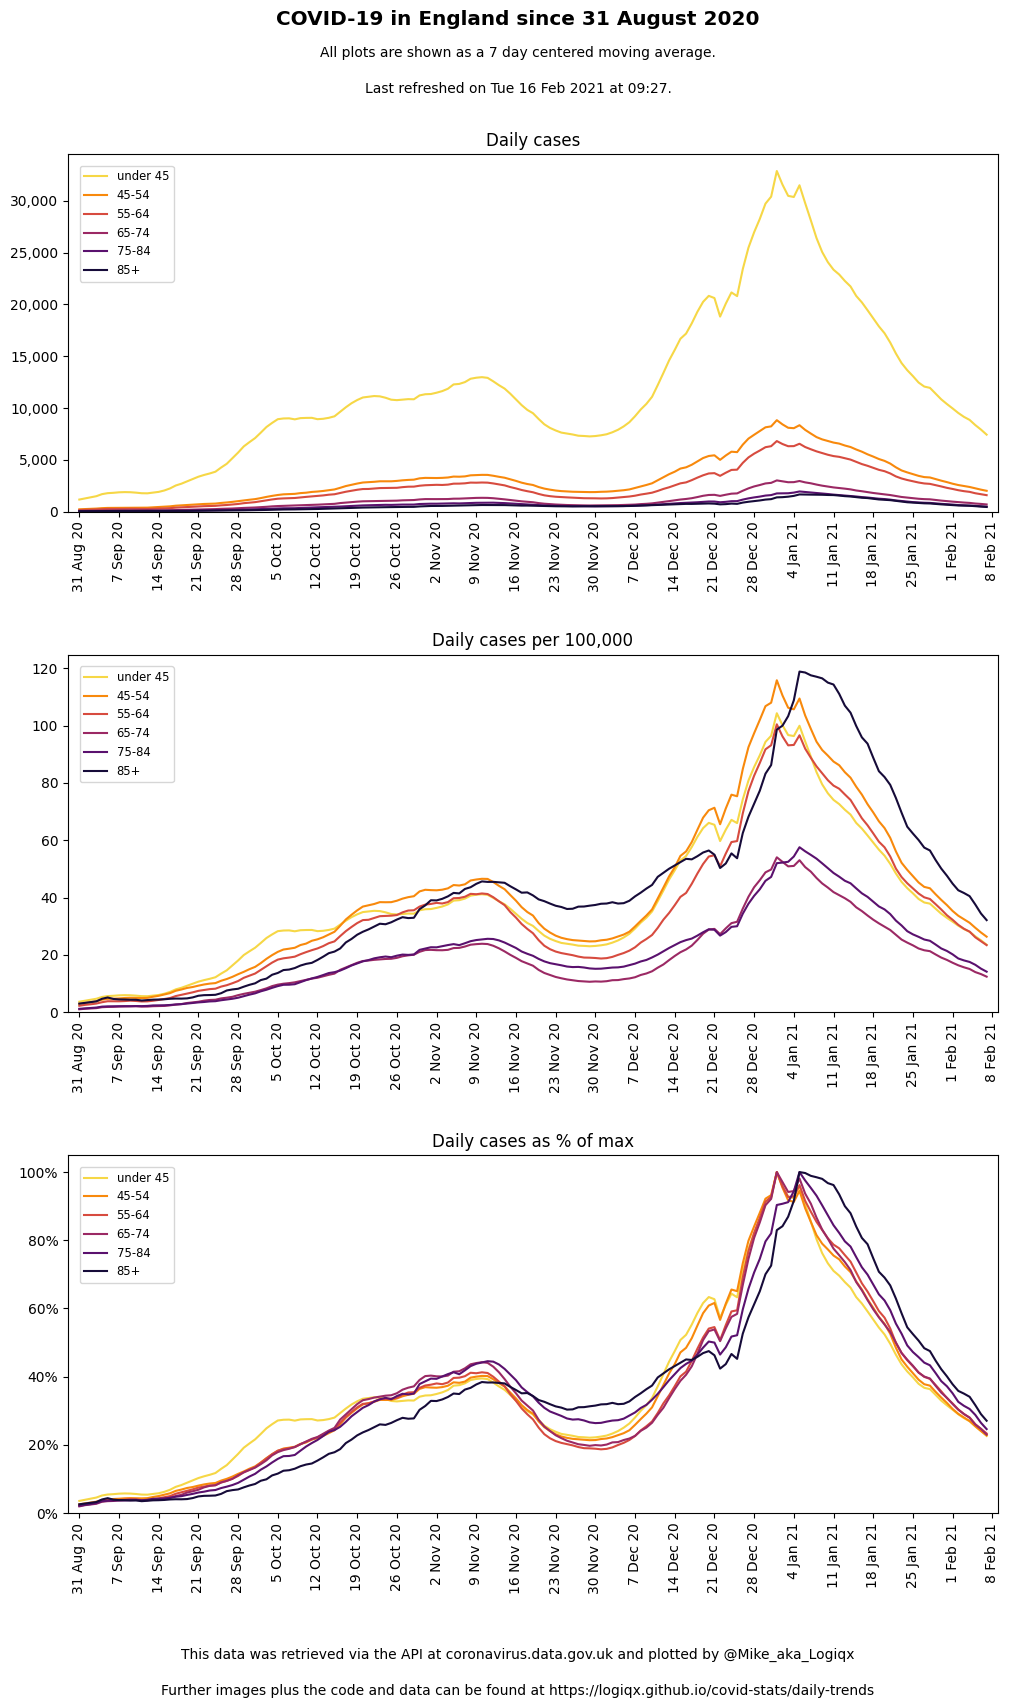 COVID-19 in England since 31 August 2020
All plots are shown as a 7 day centered moving average.
Last refreshed on Tue 16 Feb 2021 at 09:27.
Daily cases
under 45
45-54
55-64
65-74
75-84
85+
30,000
25,000
20,000
15,000
10,000
5,000
0
31 Aug 20
7 Sep 20
14 Sep 20
21 Sep 20
28 Sep 20
5 Oct 20
12 Oct 20
19 Oct 20
26 Oct 20
2 Nov 20
9 Nov 20
16 Nov 20
23 Nov 20
30 Nov 20
7 Dec 20
14 Dec 20
21 Dec 20
28 Dec 20
4 Jan 21
11 Jan 21
18 Jan 21
25 Jan 21
1 Feb 21
8 Feb 21
Daily cases per 100,000
under 45
45-54
55-64
65-74
75-84
85+
120
100
80
60
40
20
0
31 Aug 20
7 Sep 20
14 Sep 20
21 Sep 20
28 Sep 20
5 Oct 20
12 Oct 20
19 Oct 20
26 Oct 20
2 Nov 20
9 Nov 20
16 Nov 20
23 Nov 20
30 Nov 20
7 Dec 20
14 Dec 20
21 Dec 20
28 Dec 20
4 Jan 21
11 Jan 21
18 Jan 21
25 Jan 21
1 Feb 21
8 Feb 21
Daily cases as % of max
under 45
45-54
55-64
65-74
75-84
85+
100%
80%
60%
40%
20%
0%
31 Aug 20
7 Sep 20
14 Sep 20
21 Sep 20
28 Sep 20
5 Oct 20
12 Oct 20
19 Oct 20
26 Oct 20
2 Nov 20
9 Nov 20
16 Nov 20
23 Nov 20
30 Nov 20
7 Dec 20
14 Dec 20
21 Dec 20
28 Dec 20
4 Jan 21
11 Jan 21
18 Jan 21
25 Jan 21
1 Feb 21
8 Feb 21
This data was retrieved via the API at coronavirus.data.gov.uk and plotted by @Mike_aka_Logiqx
Further images plus the code and data can be found at https://logiqx.github.io/covid-stats/daily-trends